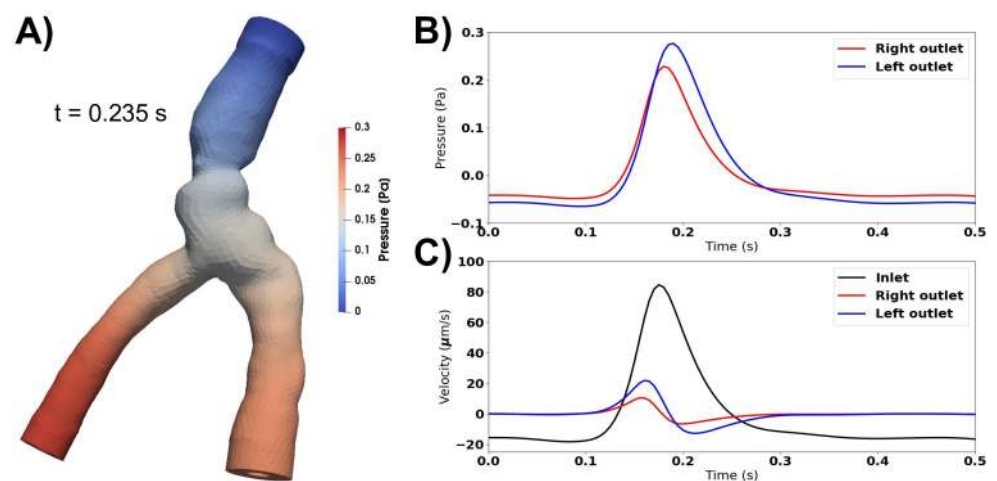 A)
t = 0.235 s
0.3
0.25
0.2
0.15
0.1
0.05
0
Pressure (Pa)
B)
0.3
0.2
0.1
0.0
−0.1
Pressure (Pa)
0.0 0.1 0.2 0.3 0.4 0.5
Time (s)
Right outlet
Left outlet
C)
100
80
60
40
20
0
−20
Velocity (μm/s)
0.0 0.1 0.2 0.3 0.4 0.5
Time (s)
Inlet
Right outlet
Left outlet